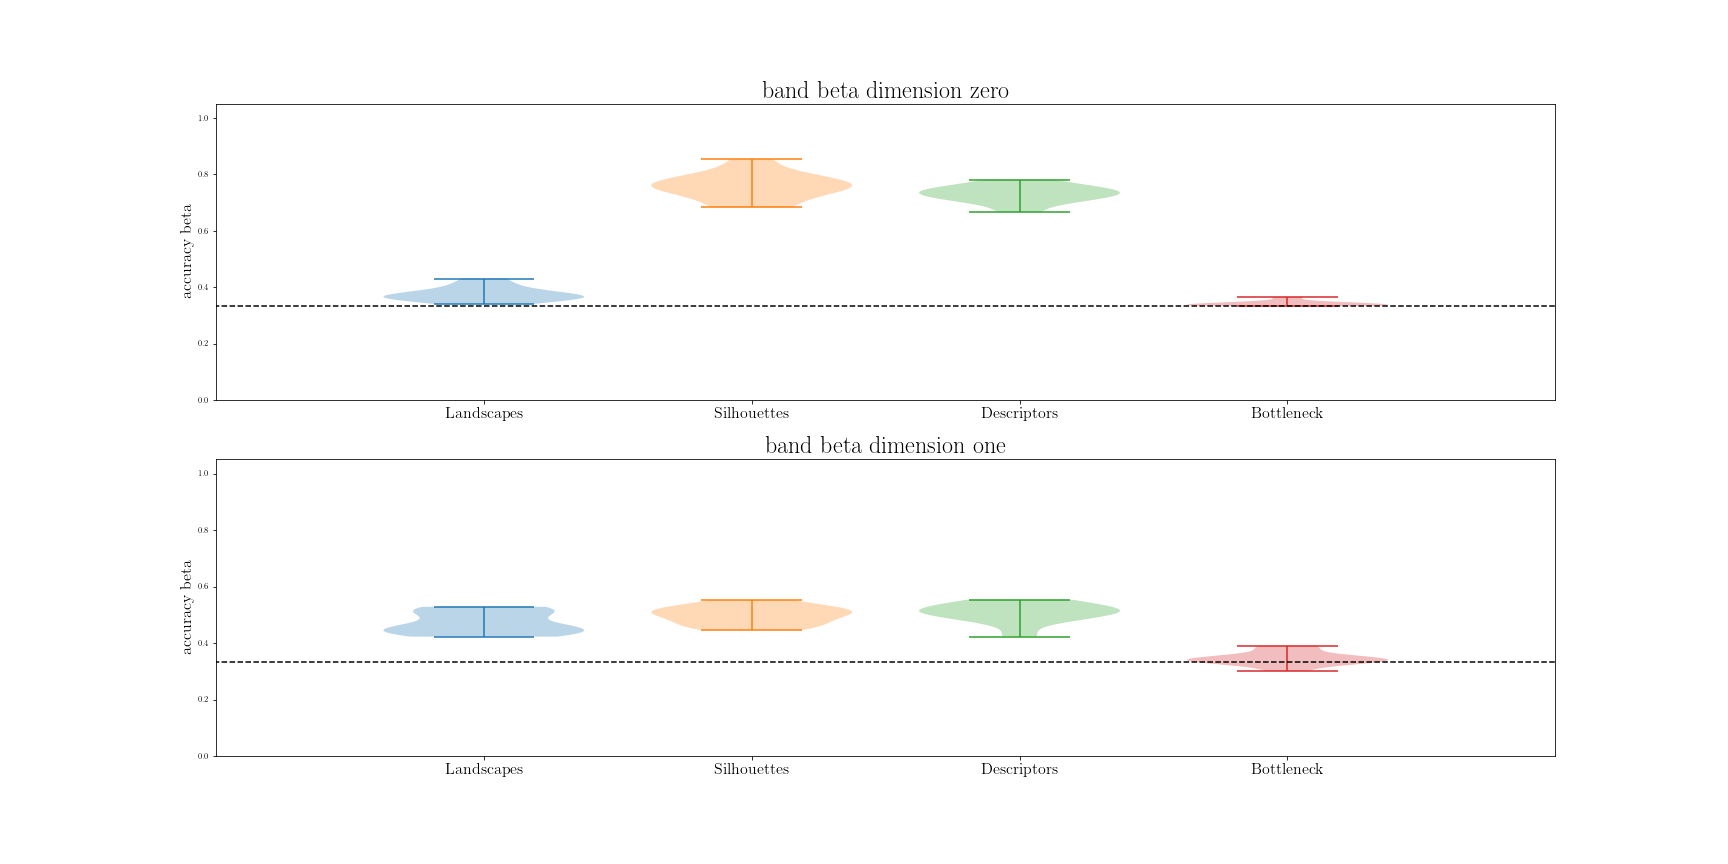 band beta dimension zero
accuracy beta
1.0
0.8
0.6
0.4
0.2
0.0
Landscapes Silhouettes Descriptors Bottleneck
band beta dimension one
accuracy beta
1.0
0.8
0.6
0.4
0.2
0.0
Landscapes Silhouettes Descriptors Bottleneck